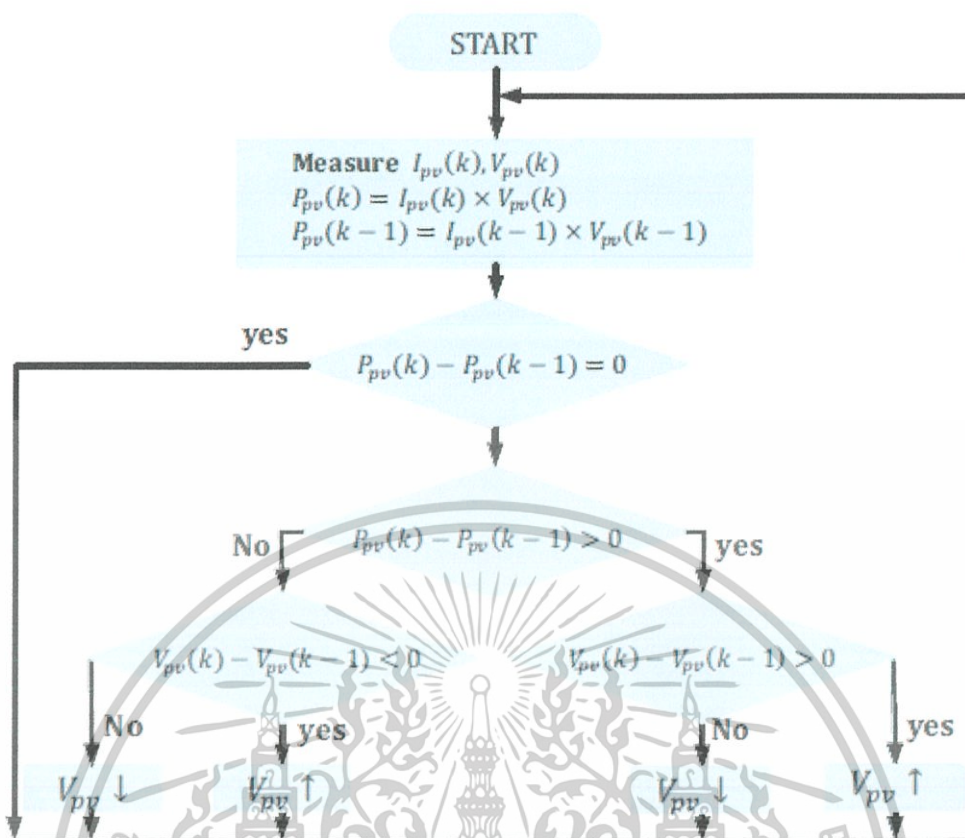 START
Measure I_pv(k), V_pv(k)
P_pv(k) = I_pv(k) × V_pv(k)
P_pv(k − 1) = I_pv(k − 1) × V_pv(k − 1)
yes
P_pv(k) − P_pv(k − 1) = 0
No
P_pv(k) − P_pv(k − 1) > 0
yes
V_pv(k) − V_pv(k − 1) < 0
V_pv(k) − V_pv(k − 1) > 0
No
yes
No
yes
V_pv ↓
V_pv ↑
V_pv ↓
V_pv ↑